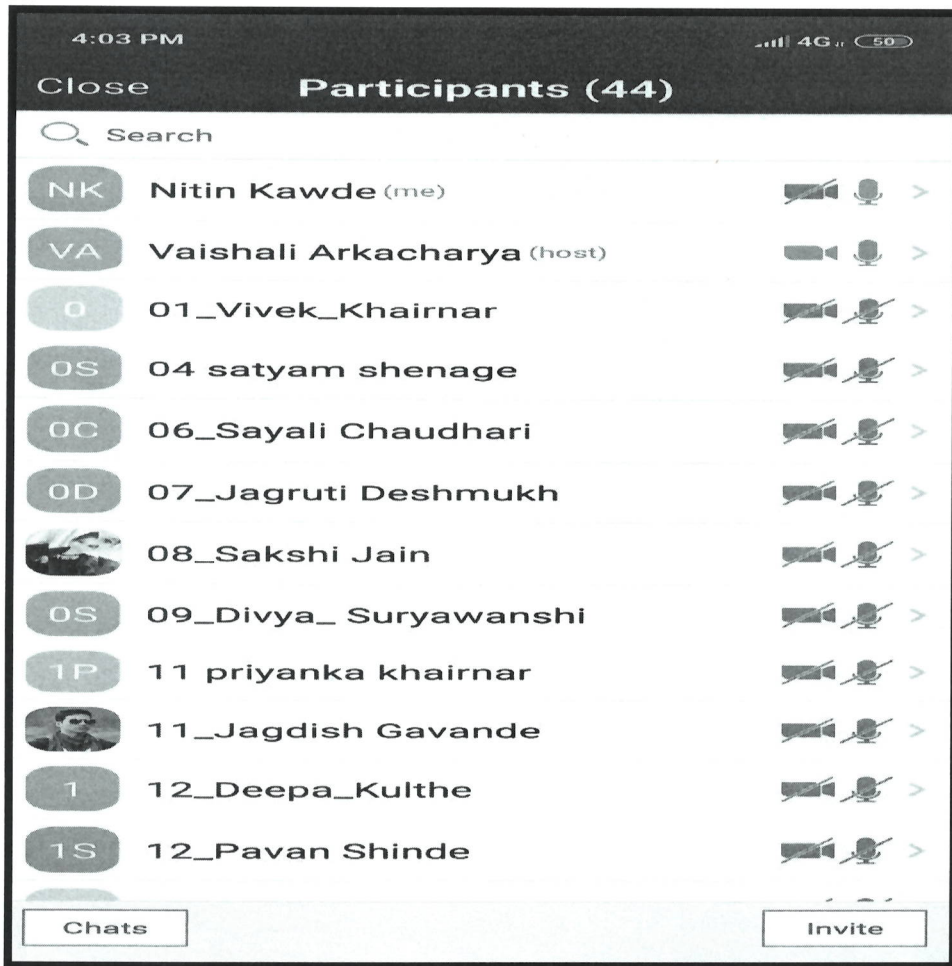 4:03 PM 4G 50
Close Participants (44)
Search
NK Nitin Kawde (me)
VA Vaishali Arkacharya (host)
0 01_Vivek_Khairnar
0S 04 satyam shenage
0C 06_Sayali Chaudhari
0D 07_Jagruti Deshmukh
08_Sakshi Jain
0S 09_Divya_ Suryawanshi
1P 11 priyanka khairnar
11_Jagdish Gavande
1 12_Deepa_Kulthe
1S 12_Pavan Shinde
Chats Invite